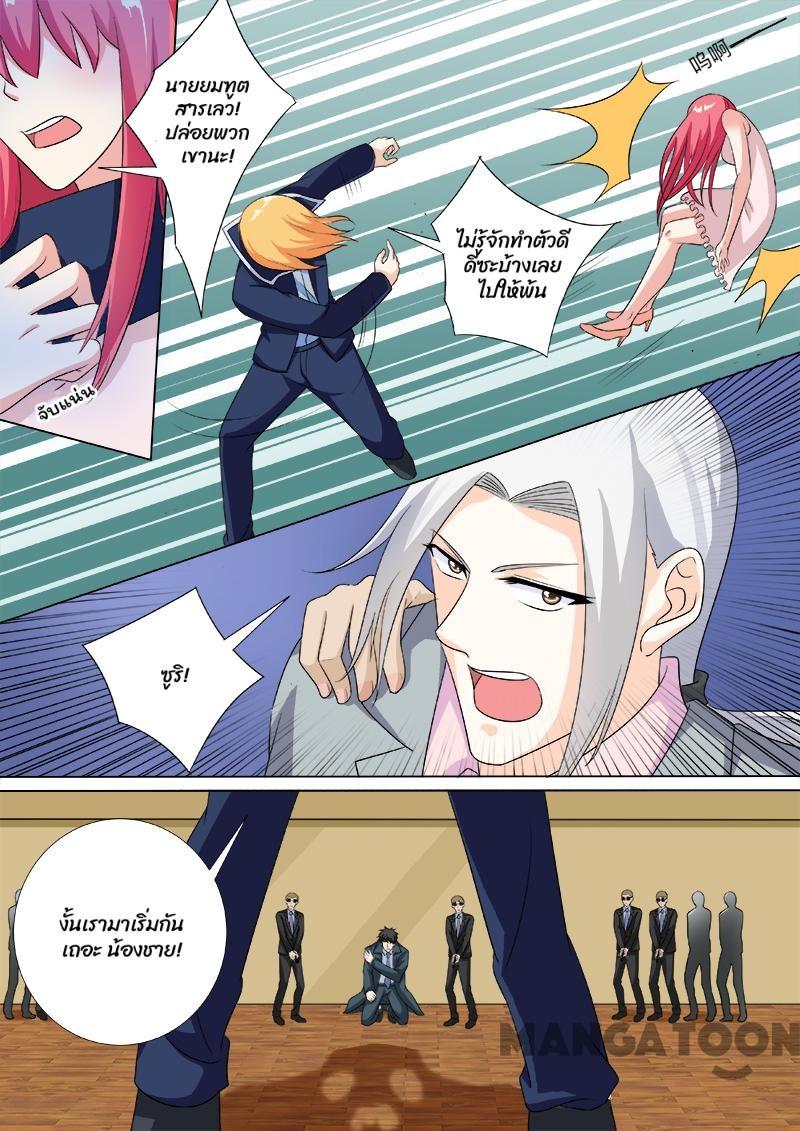 นายยมฑูต
สารเลว!
ปล่อยพวก
เขานะ!
呜啊
ไม่รู้จักทำตัวดี
ดีซะบ้างเลย
ไปให้พ้น
จับแน่น
ซูริ!
งั้นเรามาเริ่มกัน
เถอะ น้องชาย!
MANGATOON